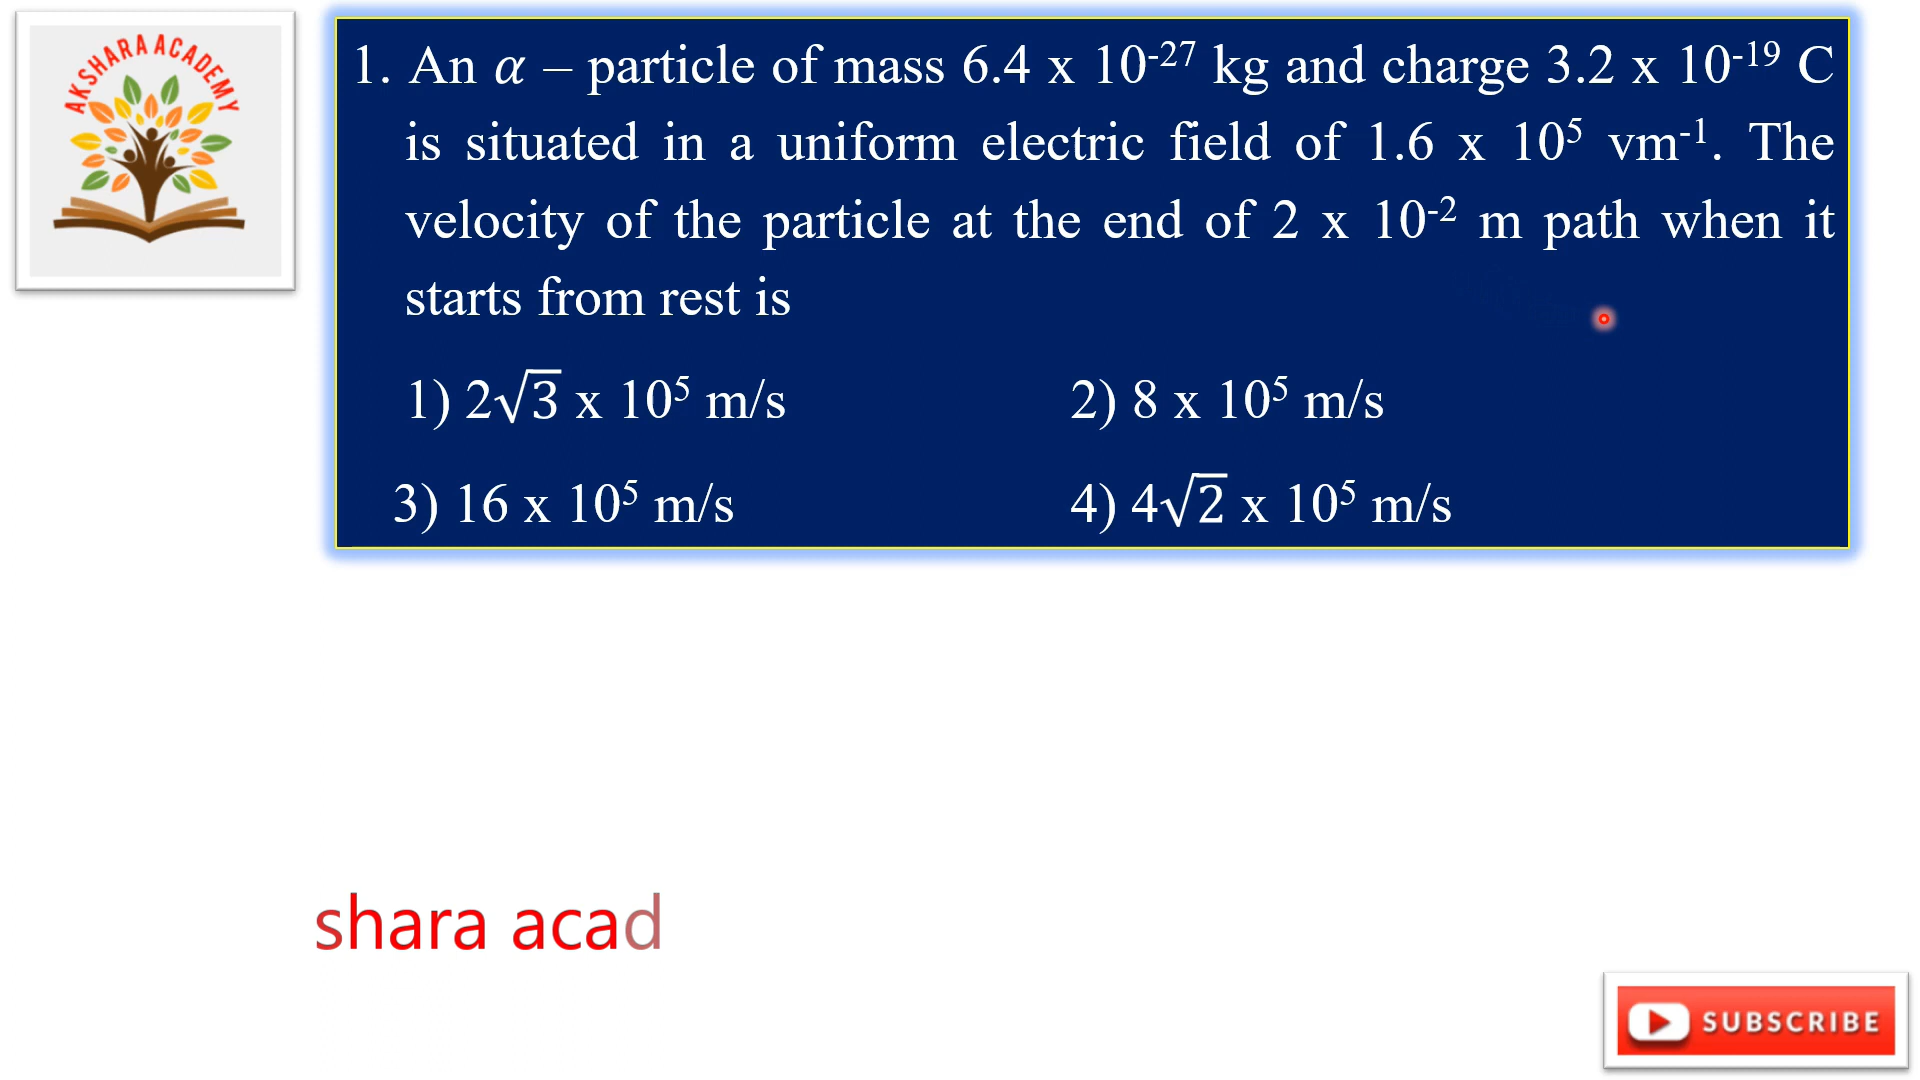 AKSHARA ACADEMY
1. An α – particle of mass 6.4 x 10⁻²⁷ kg and charge 3.2 x 10⁻¹⁹ C
is situated in a uniform electric field of 1.6 x 10⁵ vm⁻¹. The
velocity of the particle at the end of 2 x 10⁻² m path when it
starts from rest is
1) 2√3 x 10⁵ m/s 2) 8 x 10⁵ m/s
3) 16 x 10⁵ m/s 4) 4√2 x 10⁵ m/s
shara acad
SUBSCRIBE